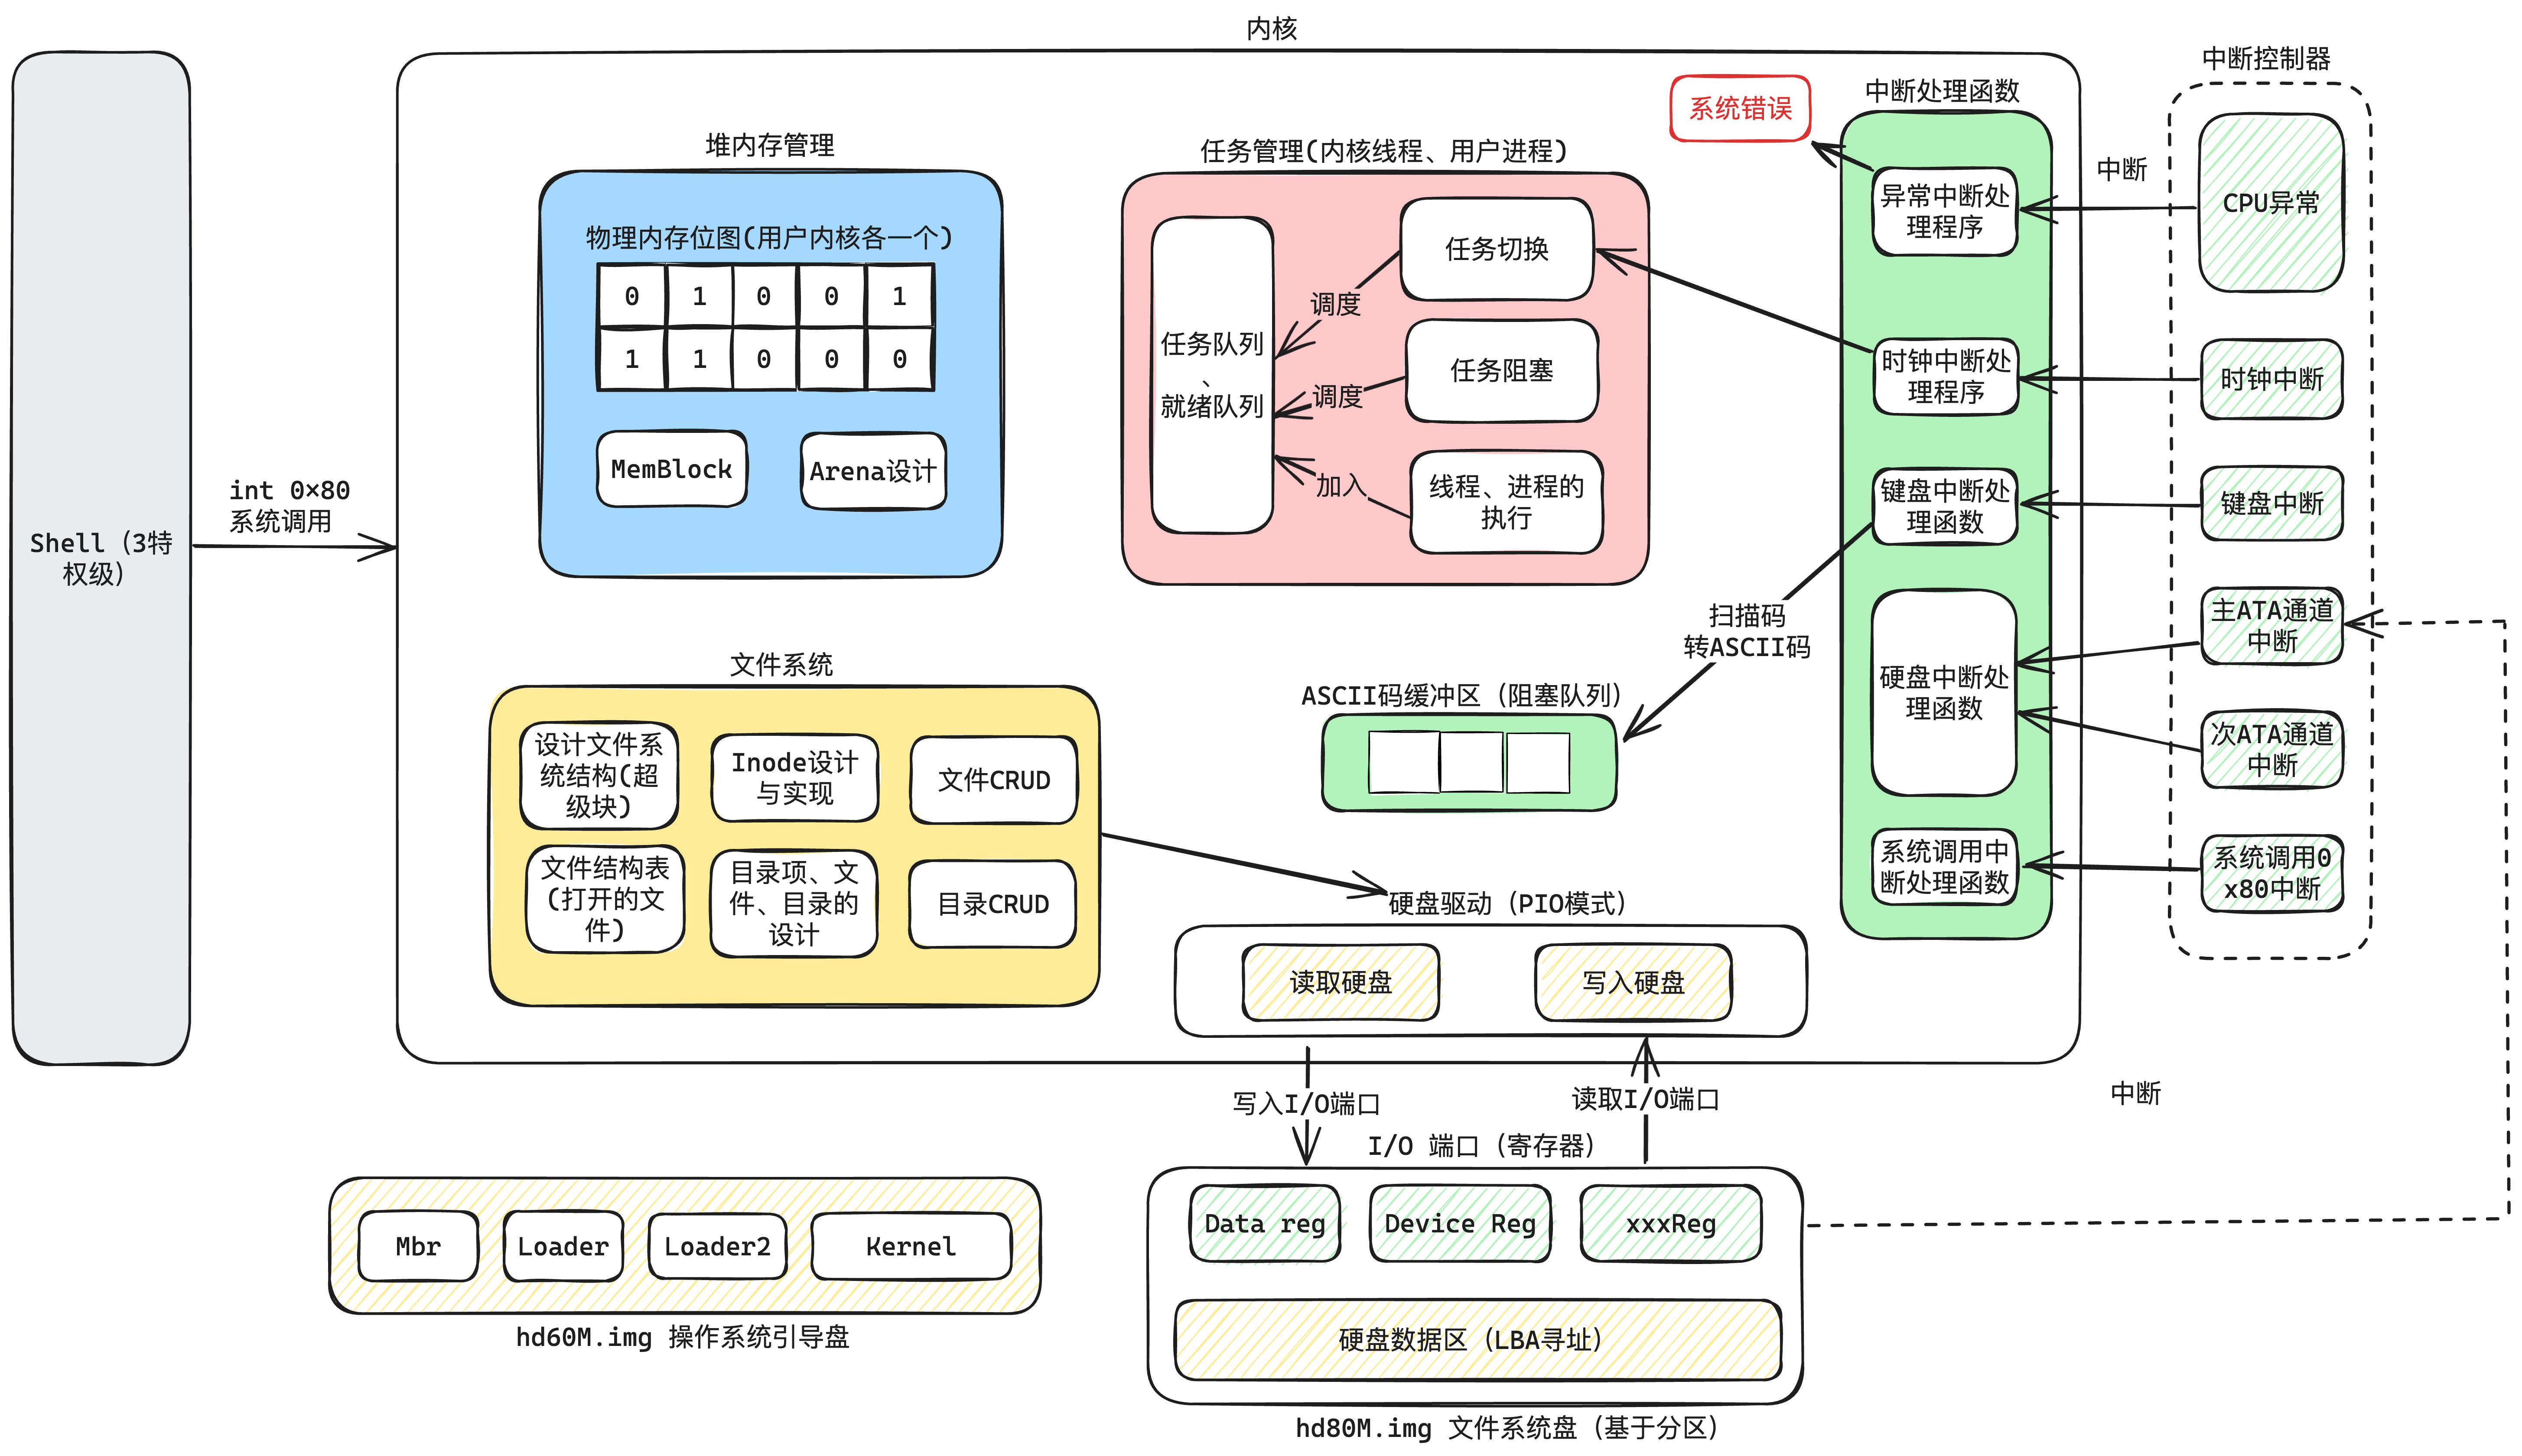 内核
中断控制器
系统错误
中断处理函数
堆内存管理
任务管理(内核线程、用户进程)
中断
异常中断处
理程序
CPU异常
物理内存位图(用户内核各一个)
0 1 0 0 1
1 1 0 0 0
MemBlock
Arena设计
任务切换
调度
任务队列
、
就绪队列
任务阻塞
调度
加入
线程、进程的
执行
时钟中断处
理程序
时钟中断
键盘中断处
理函数
键盘中断
int 0×80
系统调用
Shell（3特
权级）
扫描码
转ASCII码
硬盘中断处
理函数
主ATA通道
中断
次ATA通道
中断
系统调用中
断处理函数
系统调用0
x80中断
文件系统
设计文件系
统结构(超
级块)
Inode设计
与实现
文件CRUD
文件结构表
(打开的文
件)
目录项、文
件、目录的
设计
目录CRUD
ASCII码缓冲区（阻塞队列）
硬盘驱动（PIO模式）
读取硬盘
写入硬盘
写入I/O端口
读取I/O端口
中断
I/O 端口（寄存器）
Data reg
Device Reg
xxxReg
硬盘数据区（LBA寻址）
hd80M.img 文件系统盘（基于分区）
Mbr
Loader
Loader2
Kernel
hd60M.img 操作系统引导盘